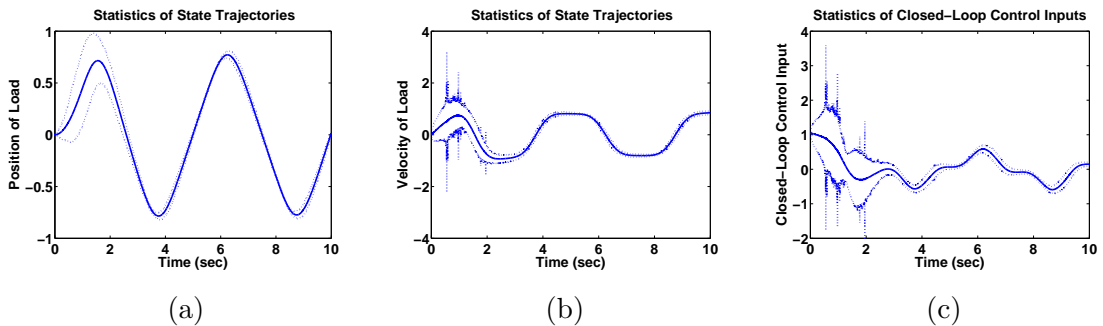 Statistics of State Trajectories
1
0.5
0
−0.5
−1
Position of Load
0 2 4 6 8 10
Time (sec)
(a)
Statistics of State Trajectories
4
2
0
−2
−4
Velocity of Load
0 2 4 6 8 10
Time (sec)
(b)
Statistics of Closed−Loop Control Inputs
4
3
2
1
0
−1
−2
Closed−Loop Control Input
0 2 4 6 8 10
Time (sec)
(c)